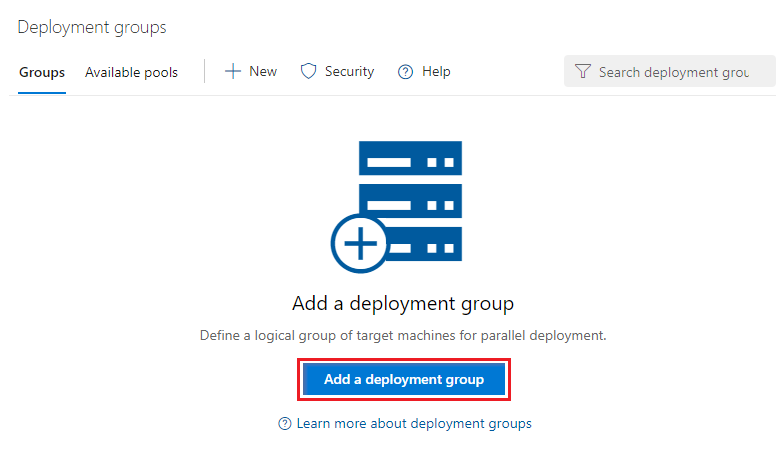 Deployment groups
Groups Available pools New Security Help Search deployment grou
Add a deployment group
Define a logical group of target machines for parallel deployment.
Add a deployment group
Learn more about deployment groups